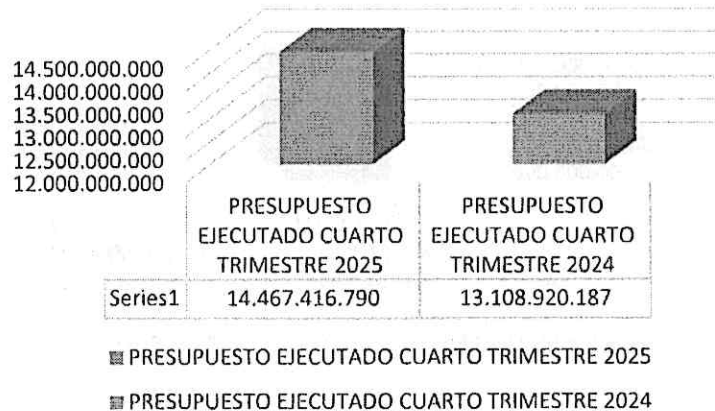 14.500.000.000
14.000.000.000
13.500.000.000
13.000.000.000
12.500.000.000
12.000.000.000
PRESUPUESTO
EJECUTADO CUARTO
TRIMESTRE 2025
PRESUPUESTO
EJECUTADO CUARTO
TRIMESTRE 2024
Series1 14.467.416.790 13.108.920.187
PRESUPUESTO EJECUTADO CUARTO TRIMESTRE 2025
PRESUPUESTO EJECUTADO CUARTO TRIMESTRE 2024